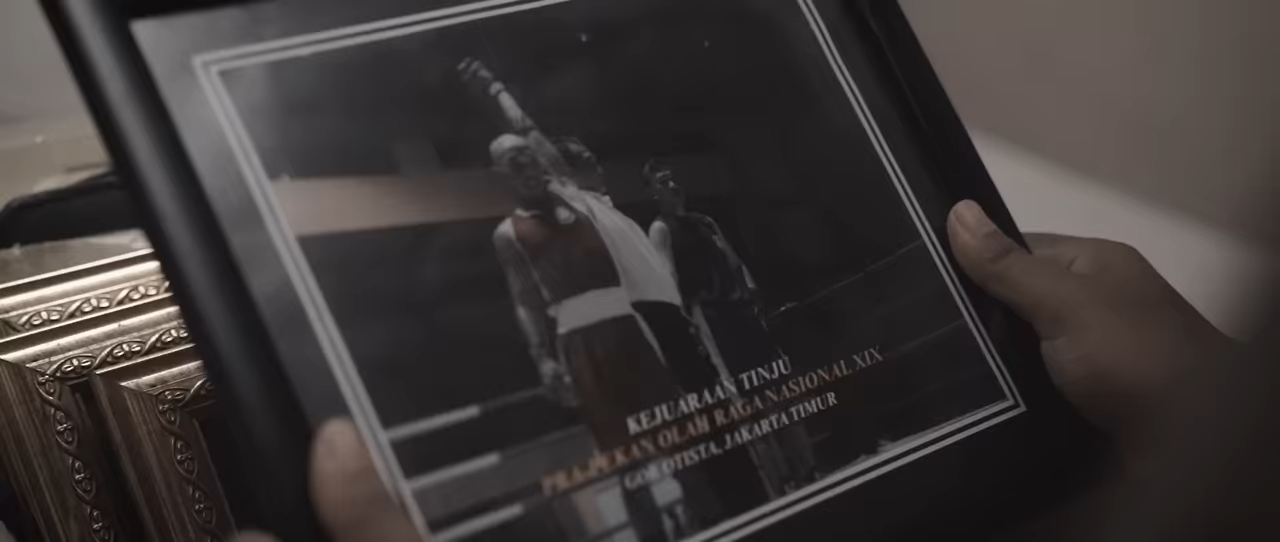 KEJUARAAN TINJU
PRA PEKAN OLAH RAGA NASIONAL XIX
GOR OTISTA, JAKARTA TIMUR